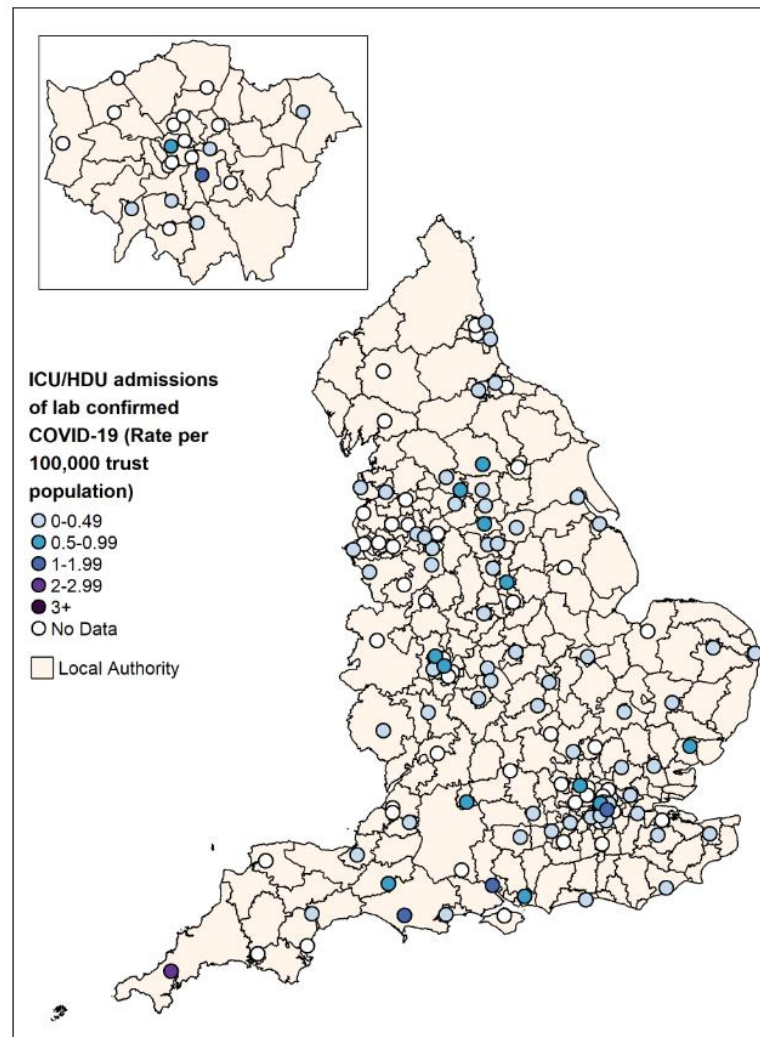 ICU/HDU admissions
of lab confirmed
COVID-19 (Rate per
100,000 trust
population)
0-0.49
0.5-0.99
1-1.99
2-2.99
3+
No Data
Local Authority